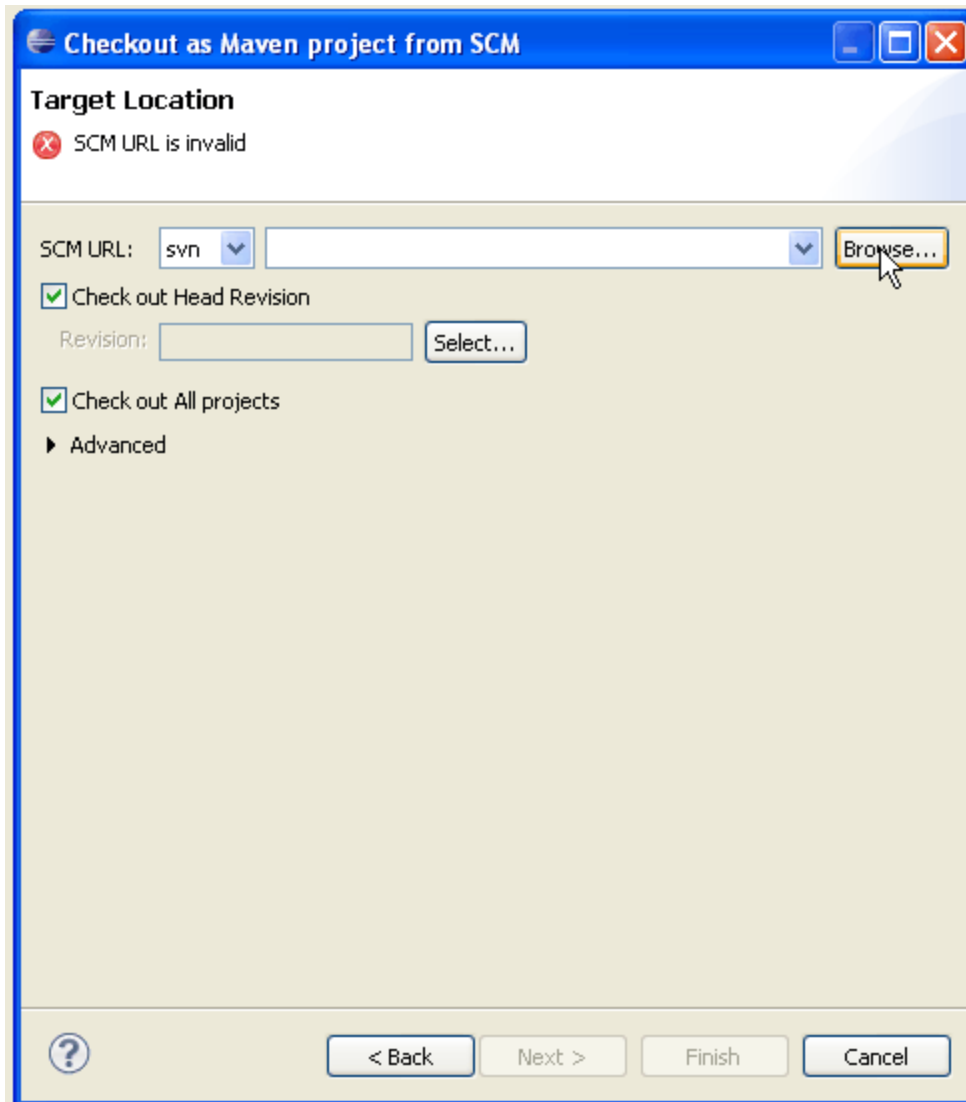 Checkout as Maven project from SCM
Target Location
SCM URL is invalid
SCM URL: svn Browse...
Check out Head Revision
Revision: Select...
Check out All projects
Advanced
? < Back Next > Finish Cancel